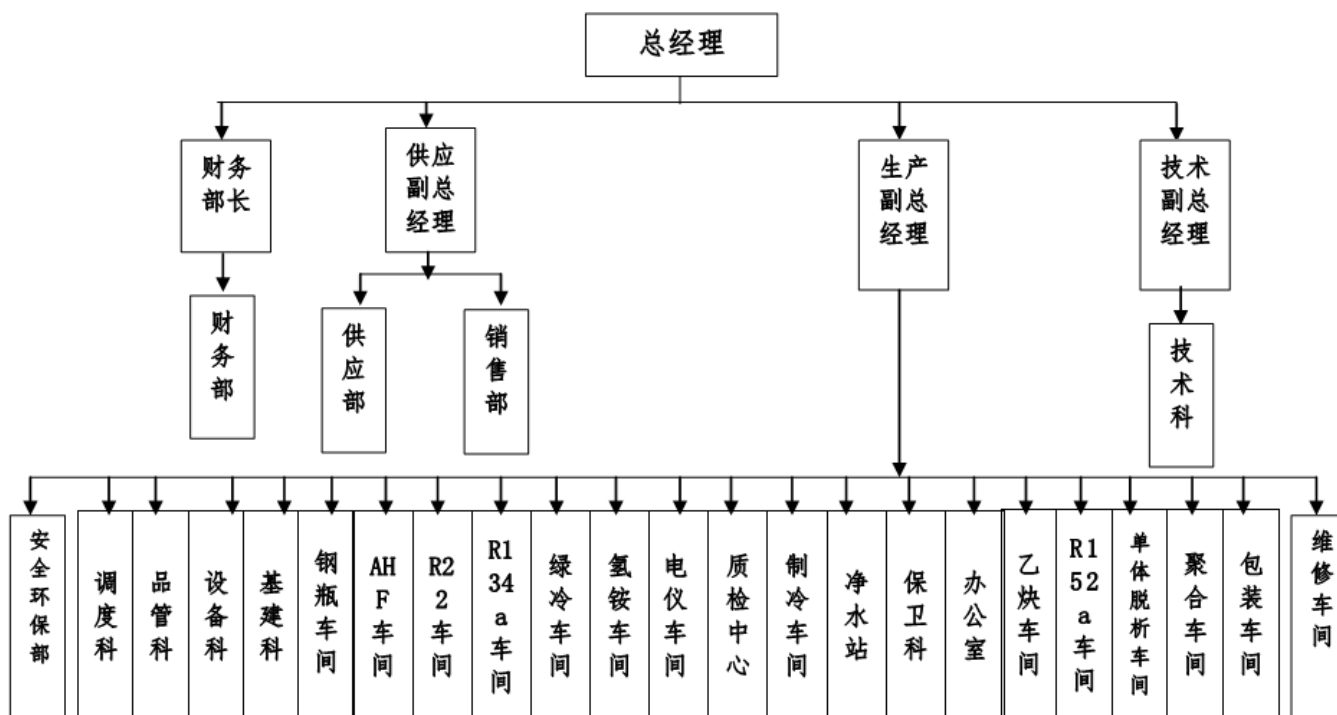 总经理
财务
部长
供应
副总
经理
生产
副总
经理
技术
副总
经理
财务部
供应部
销售部
技术科
安全环保部
调度科
品管科
设备科
基建科
钢瓶车间
AHF车间
R22车间
R134a车间
绿冷车间
氢铵车间
电仪车间
质检中心
制冷车间
净水站
保卫科
办公室
乙炔车间
R152a车间
单体脱析车间
聚合车间
包装车间
维修车间